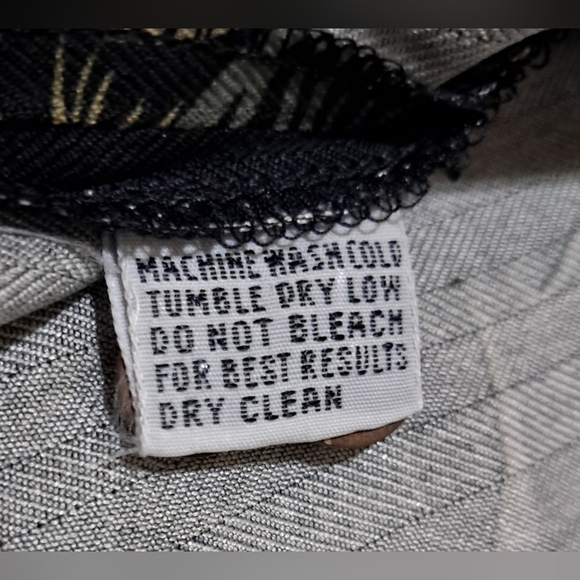 MACHINE WASH COLD
TUMBLE DRY LOW
DO NOT BLEACH
FOR BEST RESULTS
DRY CLEAN